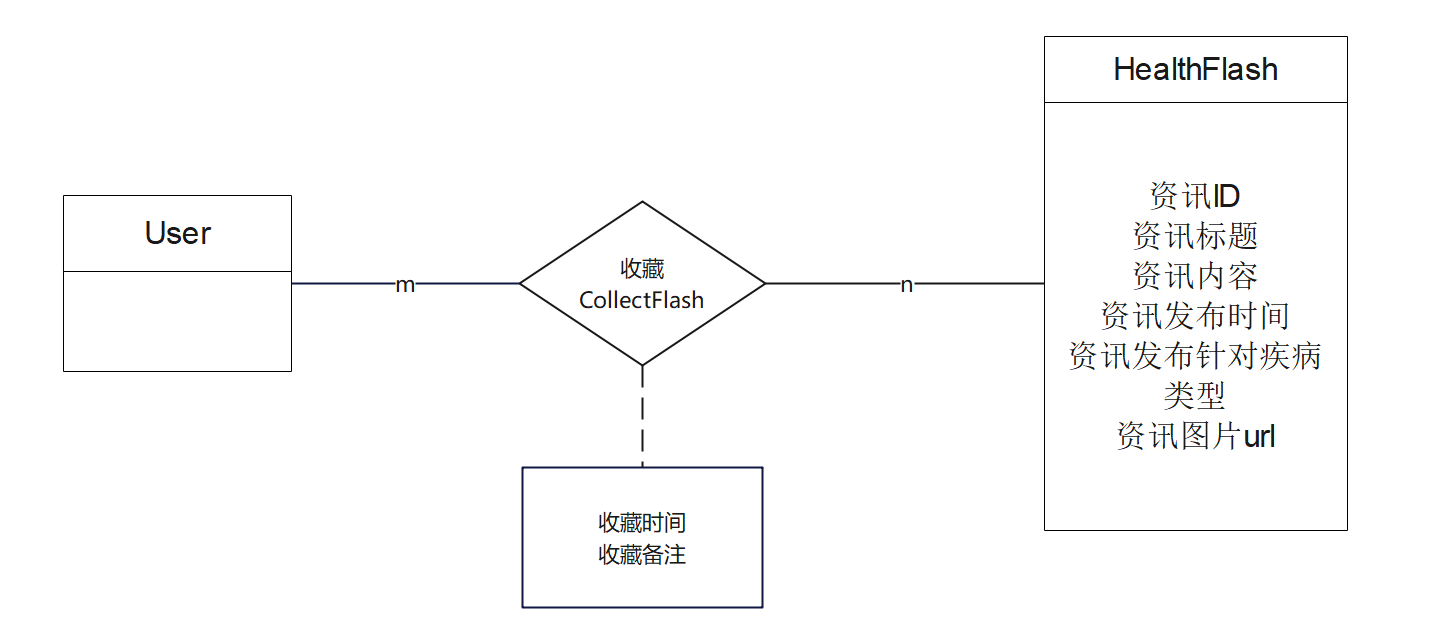 User
m
收藏
CollectFlash
收藏时间
收藏备注
n
HealthFlash
资讯ID
资讯标题
资讯内容
资讯发布时间
资讯发布针对疾病
类型
资讯图片url